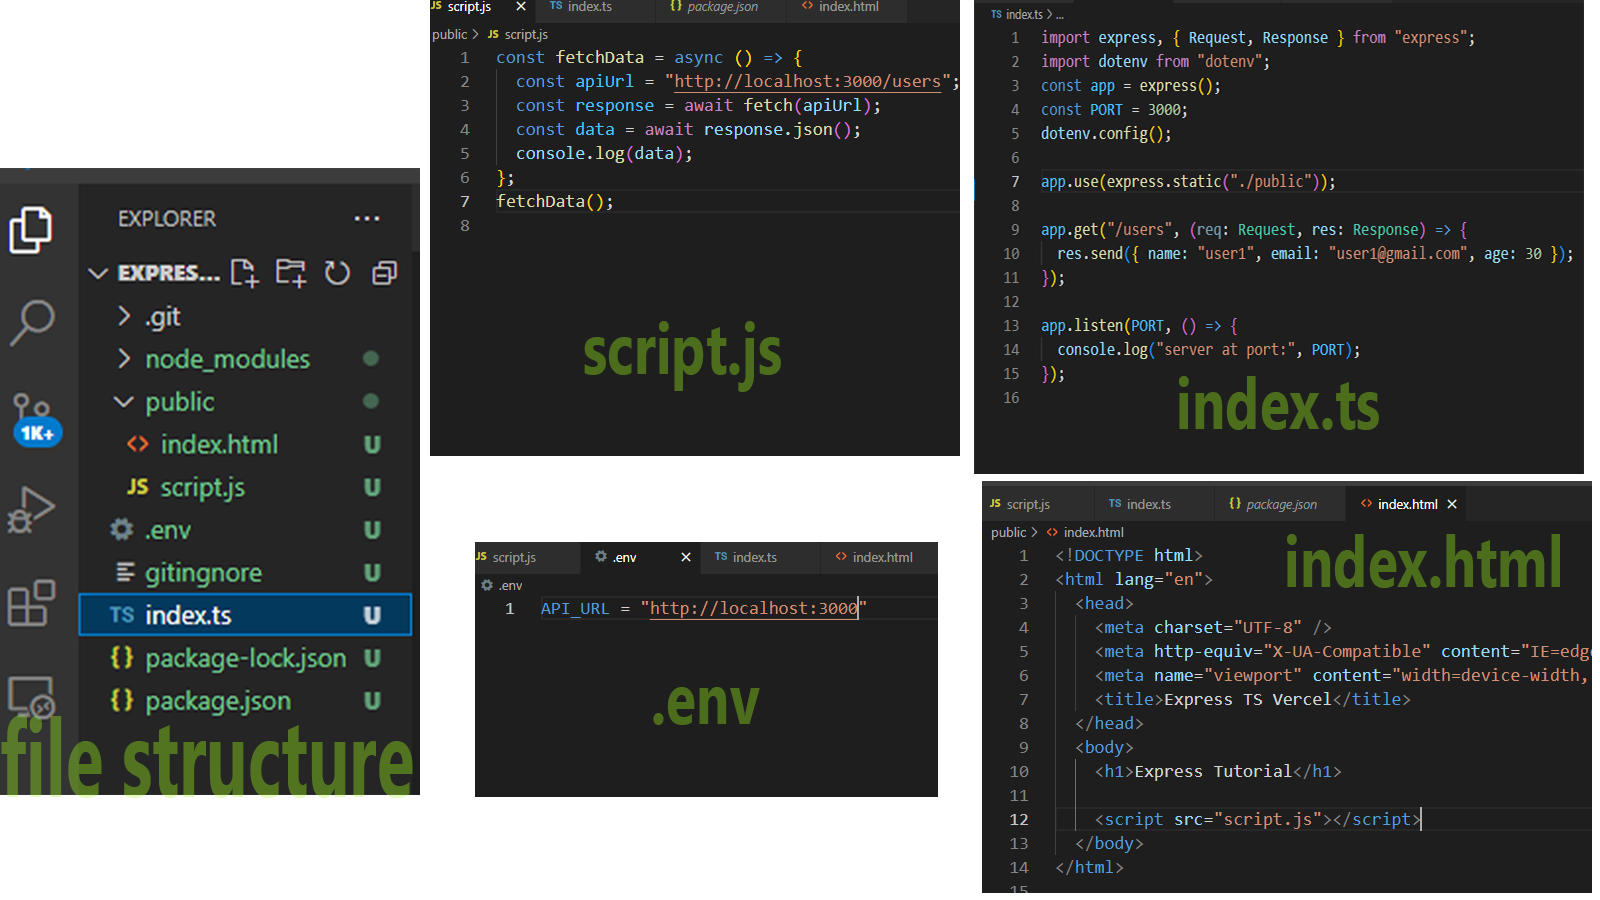 EXPLORER
EXPRES...
.git
node_modules
public
index.html U
script.js U
.env U
gitingnore U
TS index.ts U
{} package-lock.json U
{} package.json U
1K+
file structure
JS script.js × TS index.ts {} package.json <> index.html
public > JS script.js
1 const fetchData = async () => {
2 const apiUrl = "http://localhost:3000/users";
3 const response = await fetch(apiUrl);
4 const data = await response.json();
5 console.log(data);
6 };
7 fetchData();
8
script.js
TS index.ts > ...
1 import express, { Request, Response } from "express";
2 import dotenv from "dotenv";
3 const app = express();
4 const PORT = 3000;
5 dotenv.config();
6
7 app.use(express.static("./public"));
8
9 app.get("/users", (req: Request, res: Response) => {
10 res.send({ name: "user1", email: "user1@gmail.com", age: 30 });
11 });
12
13 app.listen(PORT, () => {
14 console.log("server at port:", PORT);
15 });
16
index.ts
JS script.js .env × TS index.ts <> index.html
.env
1 API_URL = "http://localhost:3000"
.env
JS script.js TS index.ts {} package.json <> index.html ×
public > <> index.html
1 <!DOCTYPE html>
2 <html lang="en">
3 <head>
4 <meta charset="UTF-8" />
5 <meta http-equiv="X-UA-Compatible" content="IE=edge
6 <meta name="viewport" content="width=device-width,
7 <title>Express TS Vercel</title>
8 </head>
9 <body>
10 <h1>Express Tutorial</h1>
11
12 <script src="script.js"></script>
13 </body>
14 </html>
15
index.html